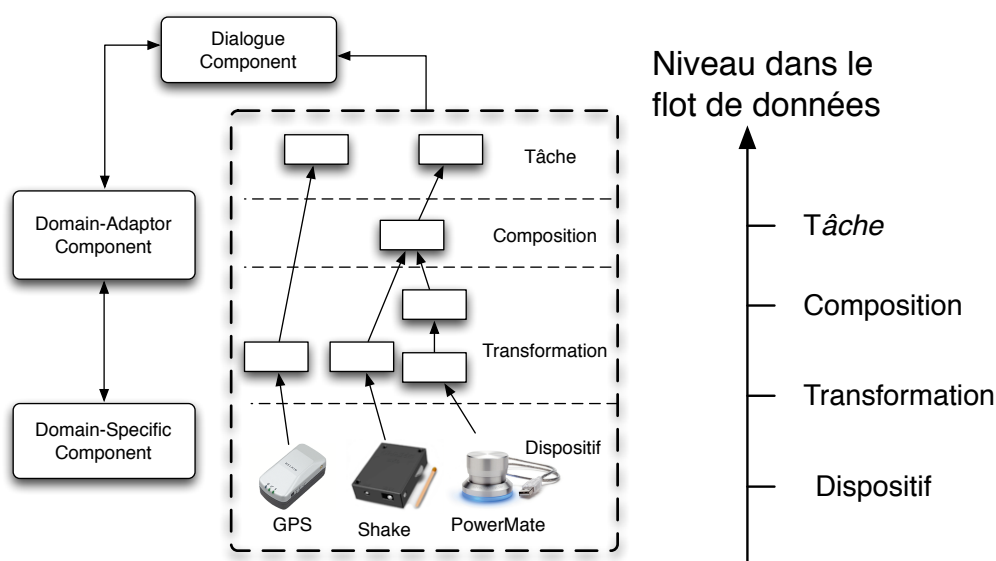 Dialogue
Component
Niveau dans le
flot de données
Tâche
Domain-Adaptor
Component
Composition
Tâche
Composition
Transformation
Transformation
Domain-Specific
Component
Dispositif
Dispositif
GPS
Shake
PowerMate